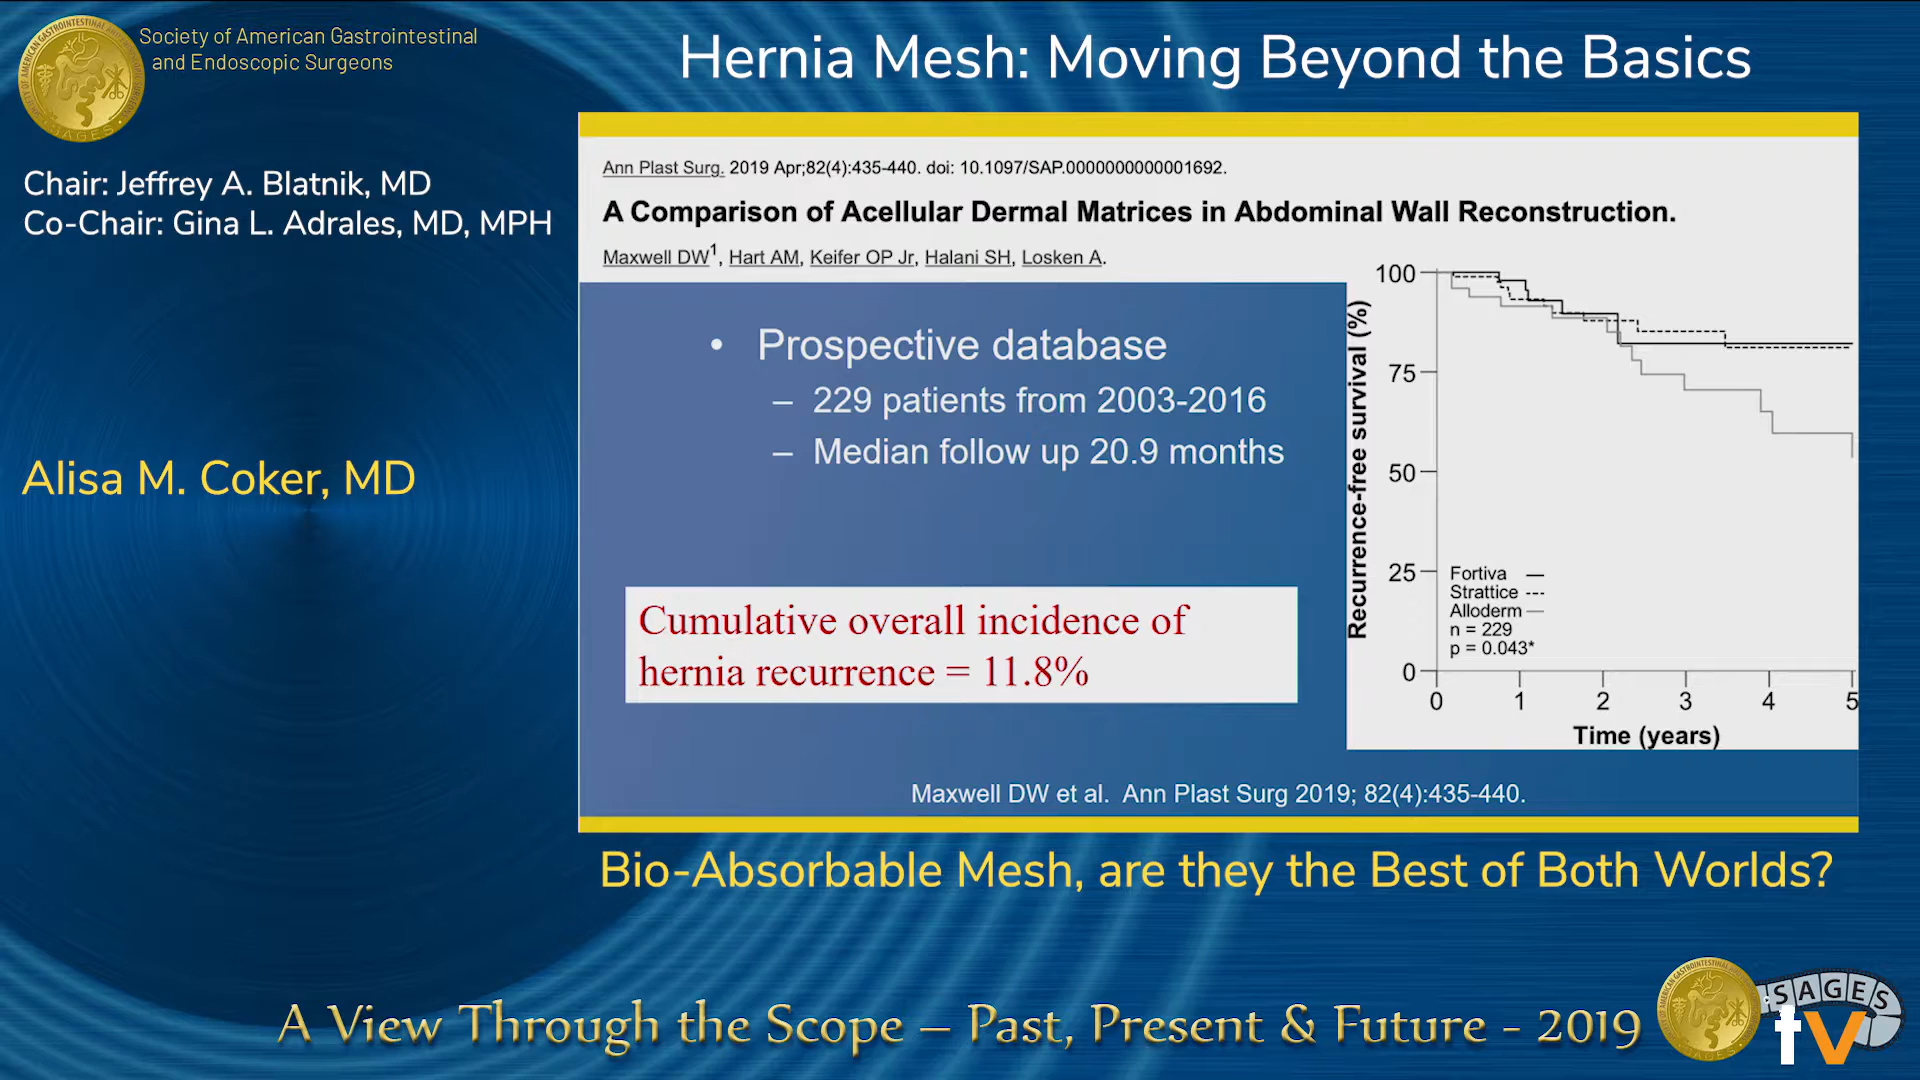 Society of American Gastrointestinal
and Endoscopic Surgeons
Hernia Mesh: Moving Beyond the Basics
Chair: Jeffrey A. Blatnik, MD
Co-Chair: Gina L. Adrales, MD, MPH
Alisa M. Coker, MD
Ann Plast Surg. 2019 Apr;82(4):435-440. doi: 10.1097/SAP.0000000000001692.
A Comparison of Acellular Dermal Matrices in Abdominal Wall Reconstruction.
Maxwell DW1, Hart AM, Keifer OP Jr, Halani SH, Losken A.
• Prospective database
– 229 patients from 2003-2016
– Median follow up 20.9 months
Cumulative overall incidence of
hernia recurrence = 11.8%
Recurrence-free survival (%)
100
75
50
25
0
Fortiva
Strattice
Alloderm
n = 229
p = 0.043*
0 1 2 3 4 5
Time (years)
Maxwell DW et al. Ann Plast Surg 2019; 82(4):435-440.
Bio-Absorbable Mesh, are they the Best of Both Worlds?
A View Through the Scope – Past, Present & Future - 2019
SAGES
tv